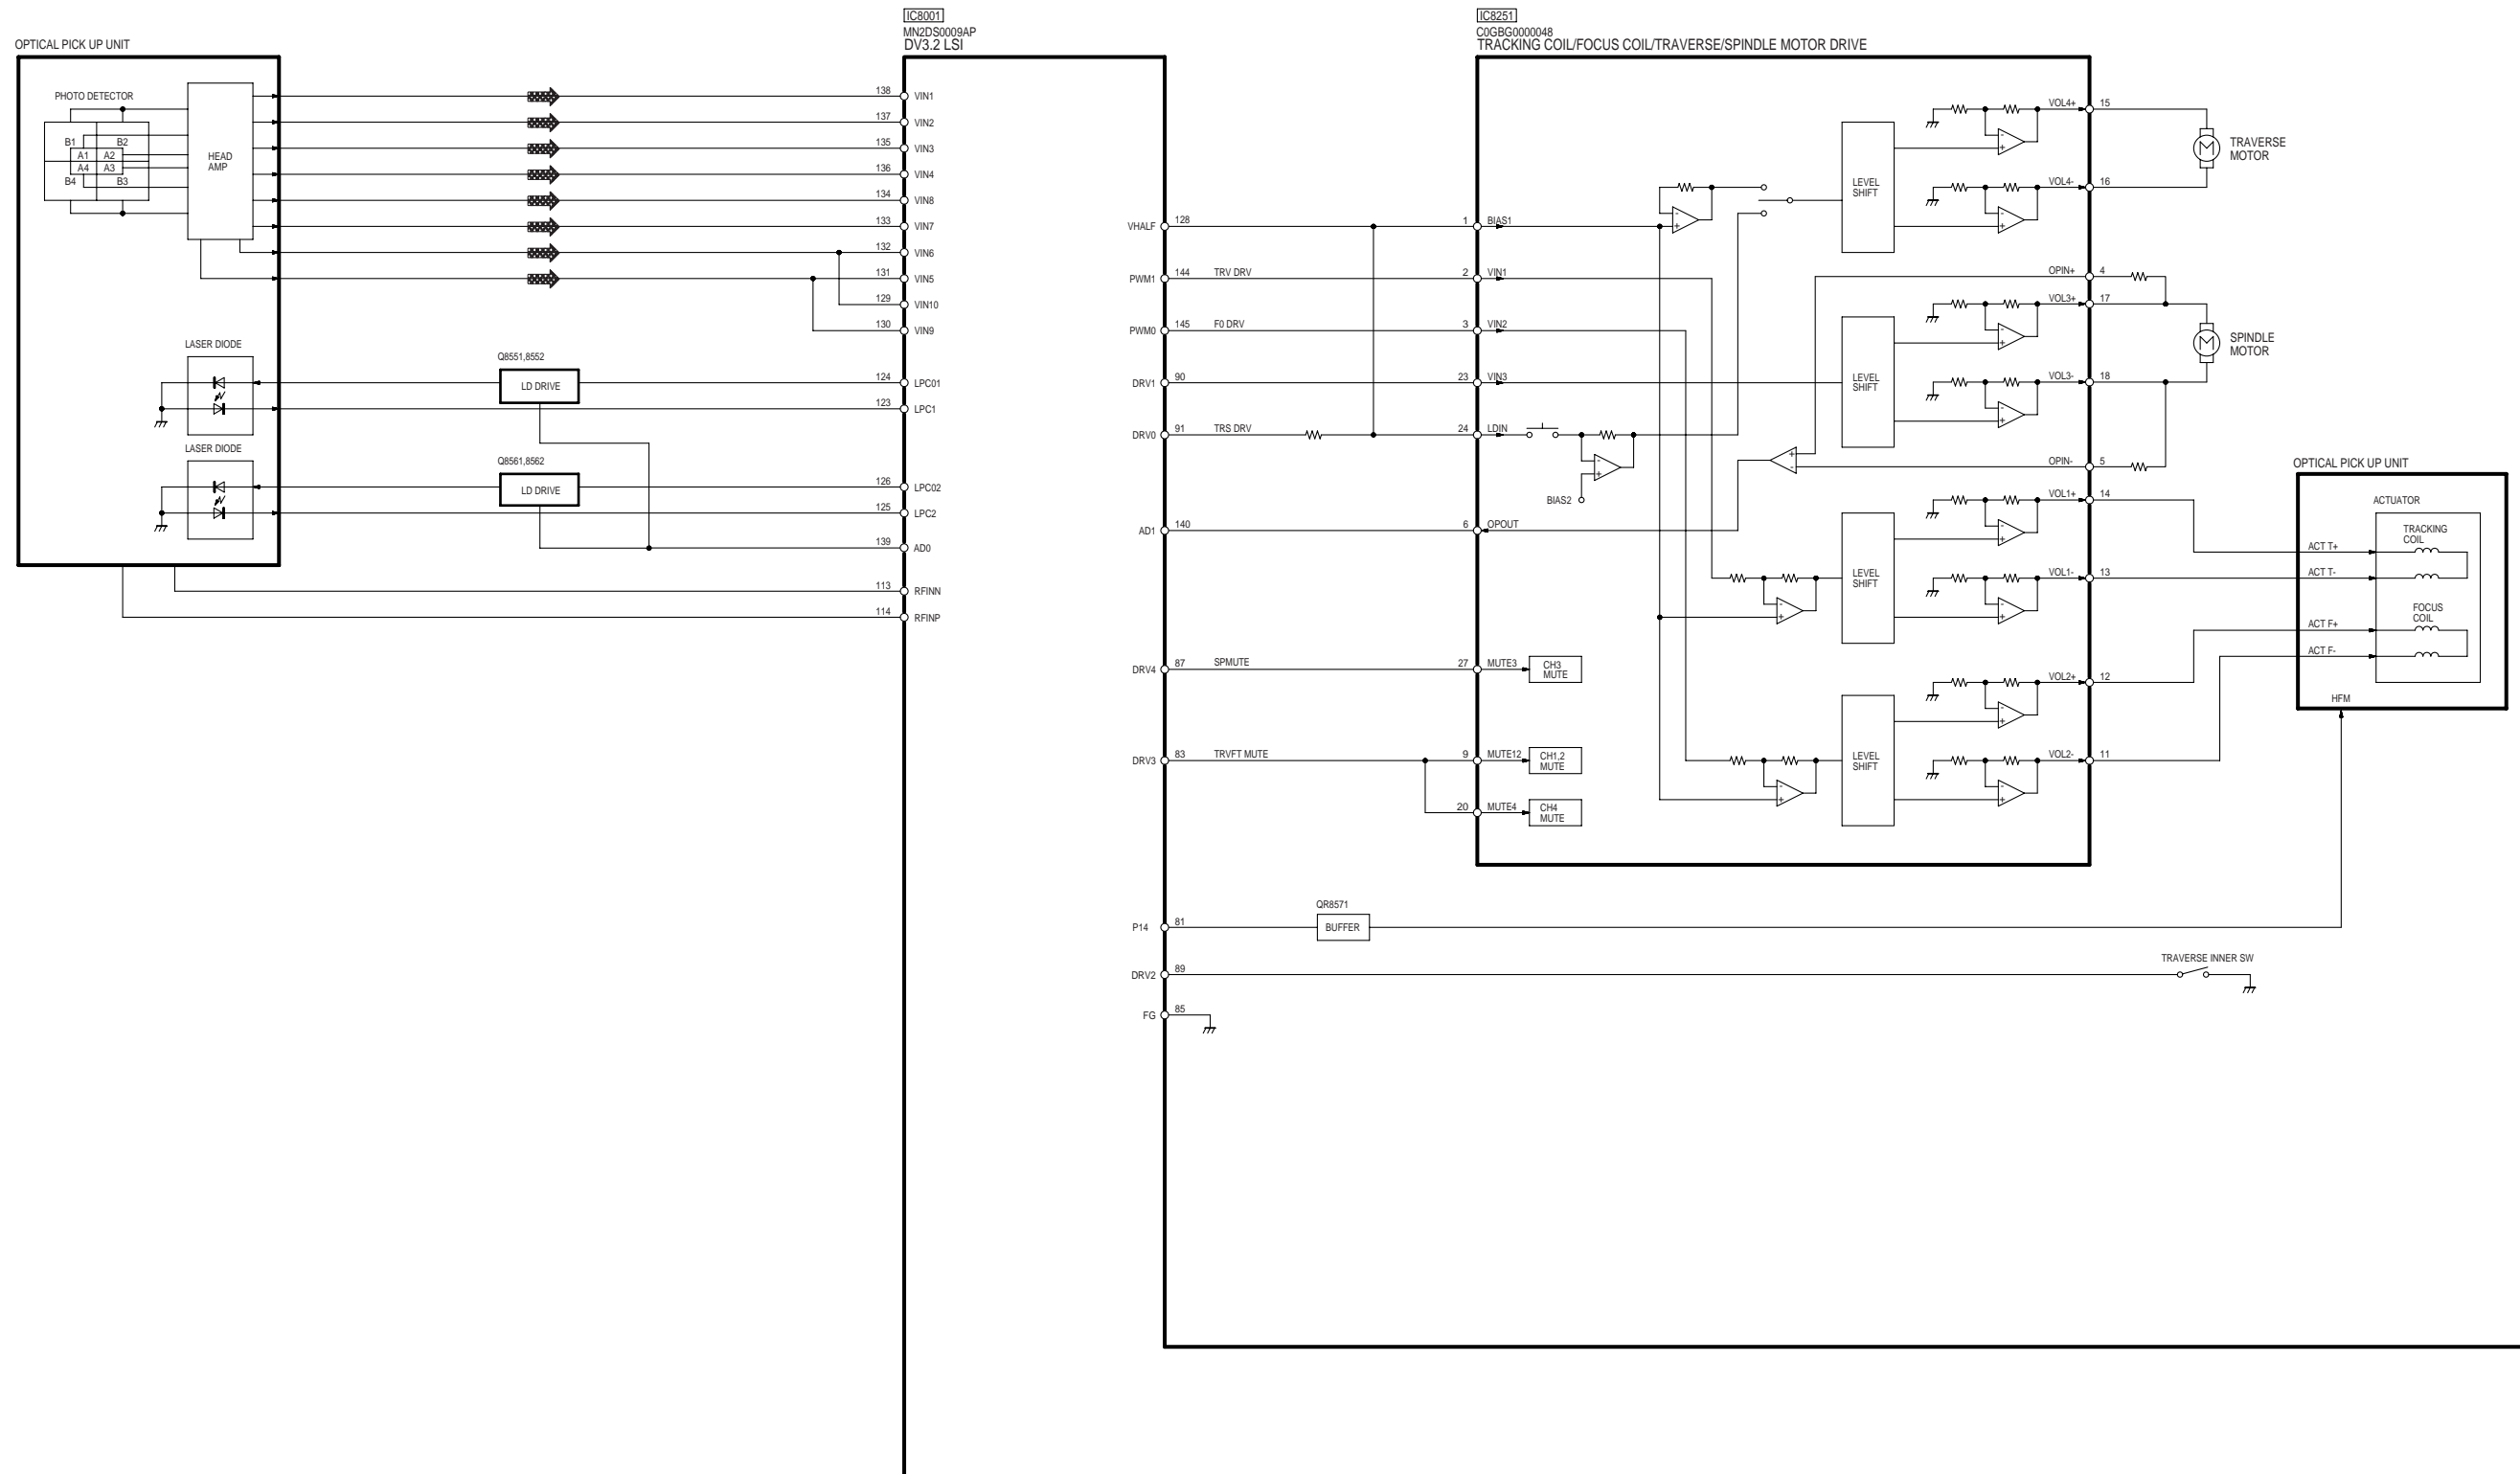 OPTICAL PICK UP UNIT
PHOTO DETECTOR
B1
B2
A1
A2
A4
A3
B4
B3
HEAD
AMP
LASER DIODE
LASER DIODE
Q8551,8552
LD DRIVE
Q8561,8562
LD DRIVE
IC8001
MN2DS0009AP
DV3.2 LSI
138 VIN1
137 VIN2
135 VIN3
136 VIN4
134 VIN8
133 VIN7
132 VIN6
131 VIN5
129 VIN10
130 VIN9
124 LPC01
123 LPC1
126 LPC02
125 LPC2
139 AD0
113 RFINN
114 RFINP
VHALF 128
PWM1 144 TRV DRV
PWM0 145 F0 DRV
DRV1 90
DRV0 91 TRS DRV
AD1 140
DRV4 87 SPMUTE
DRV3 83 TRVFT MUTE
P14 81
DRV2 89
FG 85
QR8571
BUFFER
IC8251
C0GBG0000048
TRACKING COIL/FOCUS COIL/TRAVERSE/SPINDLE MOTOR DRIVE
1 BIAS1
2 VIN1
3 VIN2
23 VIN3
24 LDIN
BIAS2
6 OPOUT
27 MUTE3
CH3
MUTE
9 MUTE12
CH1,2
MUTE
20 MUTE4
CH4
MUTE
LEVEL
SHIFT
LEVEL
SHIFT
LEVEL
SHIFT
LEVEL
SHIFT
VOL4+ 15
VOL4- 16
OPIN+ 4
VOL3+ 17
VOL3- 18
OPIN- 5
VOL1+ 14
VOL1- 13
VOL2+ 12
VOL2- 11
M
TRAVERSE
MOTOR
M
SPINDLE
MOTOR
OPTICAL PICK UP UNIT
ACTUATOR
TRACKING
COIL
ACT T+
ACT T-
FOCUS
COIL
ACT F+
ACT F-
HFM
TRAVERSE INNER SW